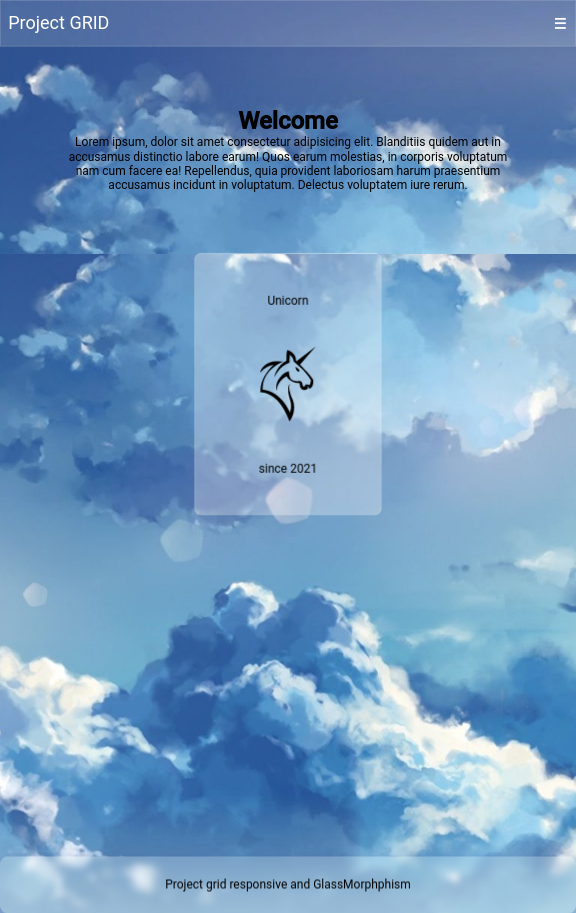 Project GRID
Welcome
Lorem ipsum, dolor sit amet consectetur adipisicing elit. Blanditiis quidem aut in
accusamus distinctio labore earum! Quos earum molestias, in corporis voluptatum
nam cum facere ea! Repellendus, quia provident laboriosam harum praesentium
accusamus incidunt in voluptatum. Delectus voluptatem iure rerum.
Unicorn
since 2021
Project grid responsive and GlassMorphphism